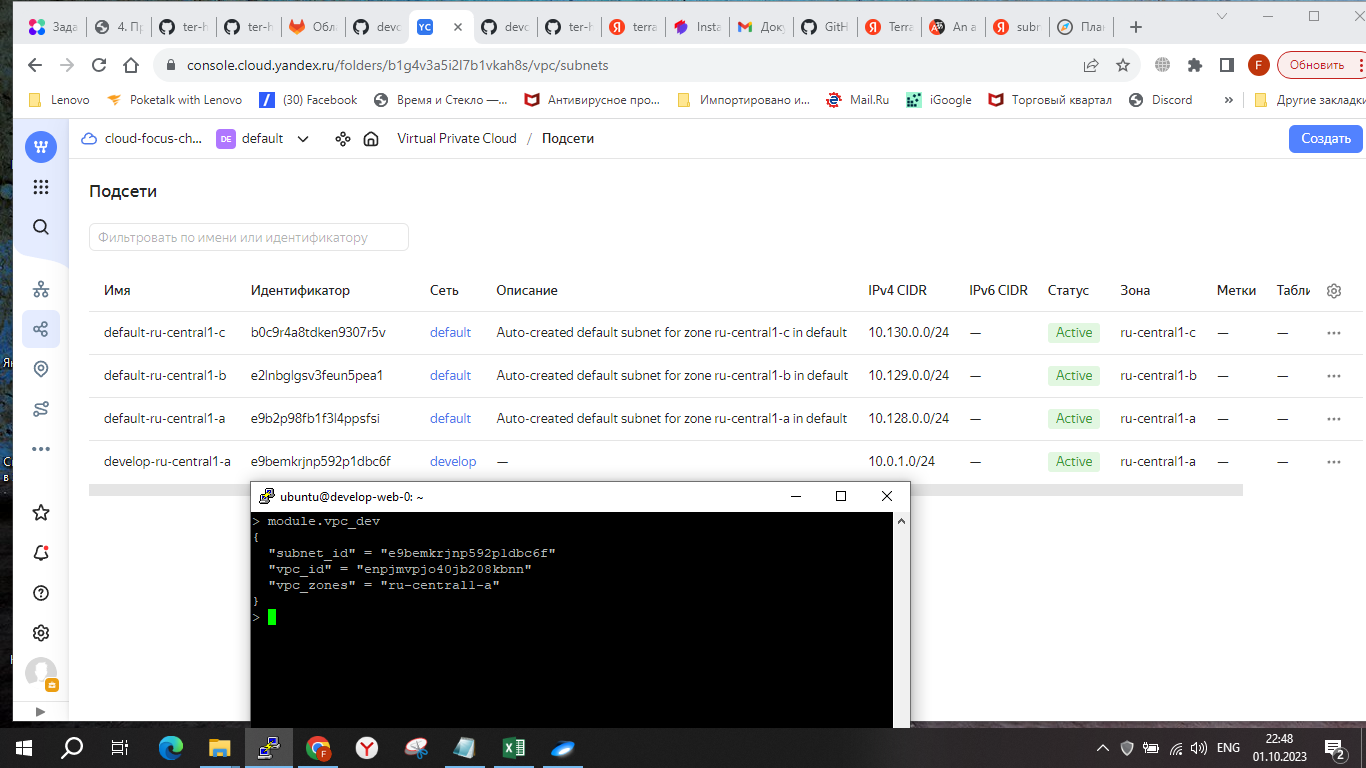 Зада
4. Пр
ter-h
ter-h
Обл
devc
YC
devc
ter-h
terra
Insta
Доку
GitH
Terra
An a
subn
План
console.cloud.yandex.ru/folders/b1g4v3a5i2l7b1vkah8s/vpc/subnets
F
Обновить
Lenovo
Poketalk with Lenovo
(30) Facebook
Время и Стекло —...
Антивирусное про...
Импортировано и...
Mail.Ru
iGoogle
Торговый квартал
Discord
»
Другие закладки
cloud-focus-ch...
DE
default
Virtual Private Cloud / Подсети
Создать
Подсети
Фильтровать по имени или идентификатору
Имя Идентификатор Сеть Описание IPv4 CIDR IPv6 CIDR Статус Зона Метки Табли
default-ru-central1-c b0c9r4a8tdken9307r5v default Auto-created default subnet for zone ru-central1-c in default 10.130.0.0/24 — Active ru-central1-c — —
default-ru-central1-b e2lnbglgsv3feun5pea1 default Auto-created default subnet for zone ru-central1-b in default 10.129.0.0/24 — Active ru-central1-b — —
default-ru-central1-a e9b2p98fb1f3l4ppsfsi default Auto-created default subnet for zone ru-central1-a in default 10.128.0.0/24 — Active ru-central1-a — —
develop-ru-central1-a e9bemkrjnp592p1dbc6f develop — 10.0.1.0/24 — Active ru-central1-a — —
ubuntu@develop-web-0: ~
> module.vpc_dev
{
"subnet_id" = "e9bemkrjnp592p1dbc6f"
"vpc_id" = "enpjmvpjo40jb208kbnn"
"vpc_zones" = "ru-central1-a"
}
>
ENG
22:48
01.10.2023
2